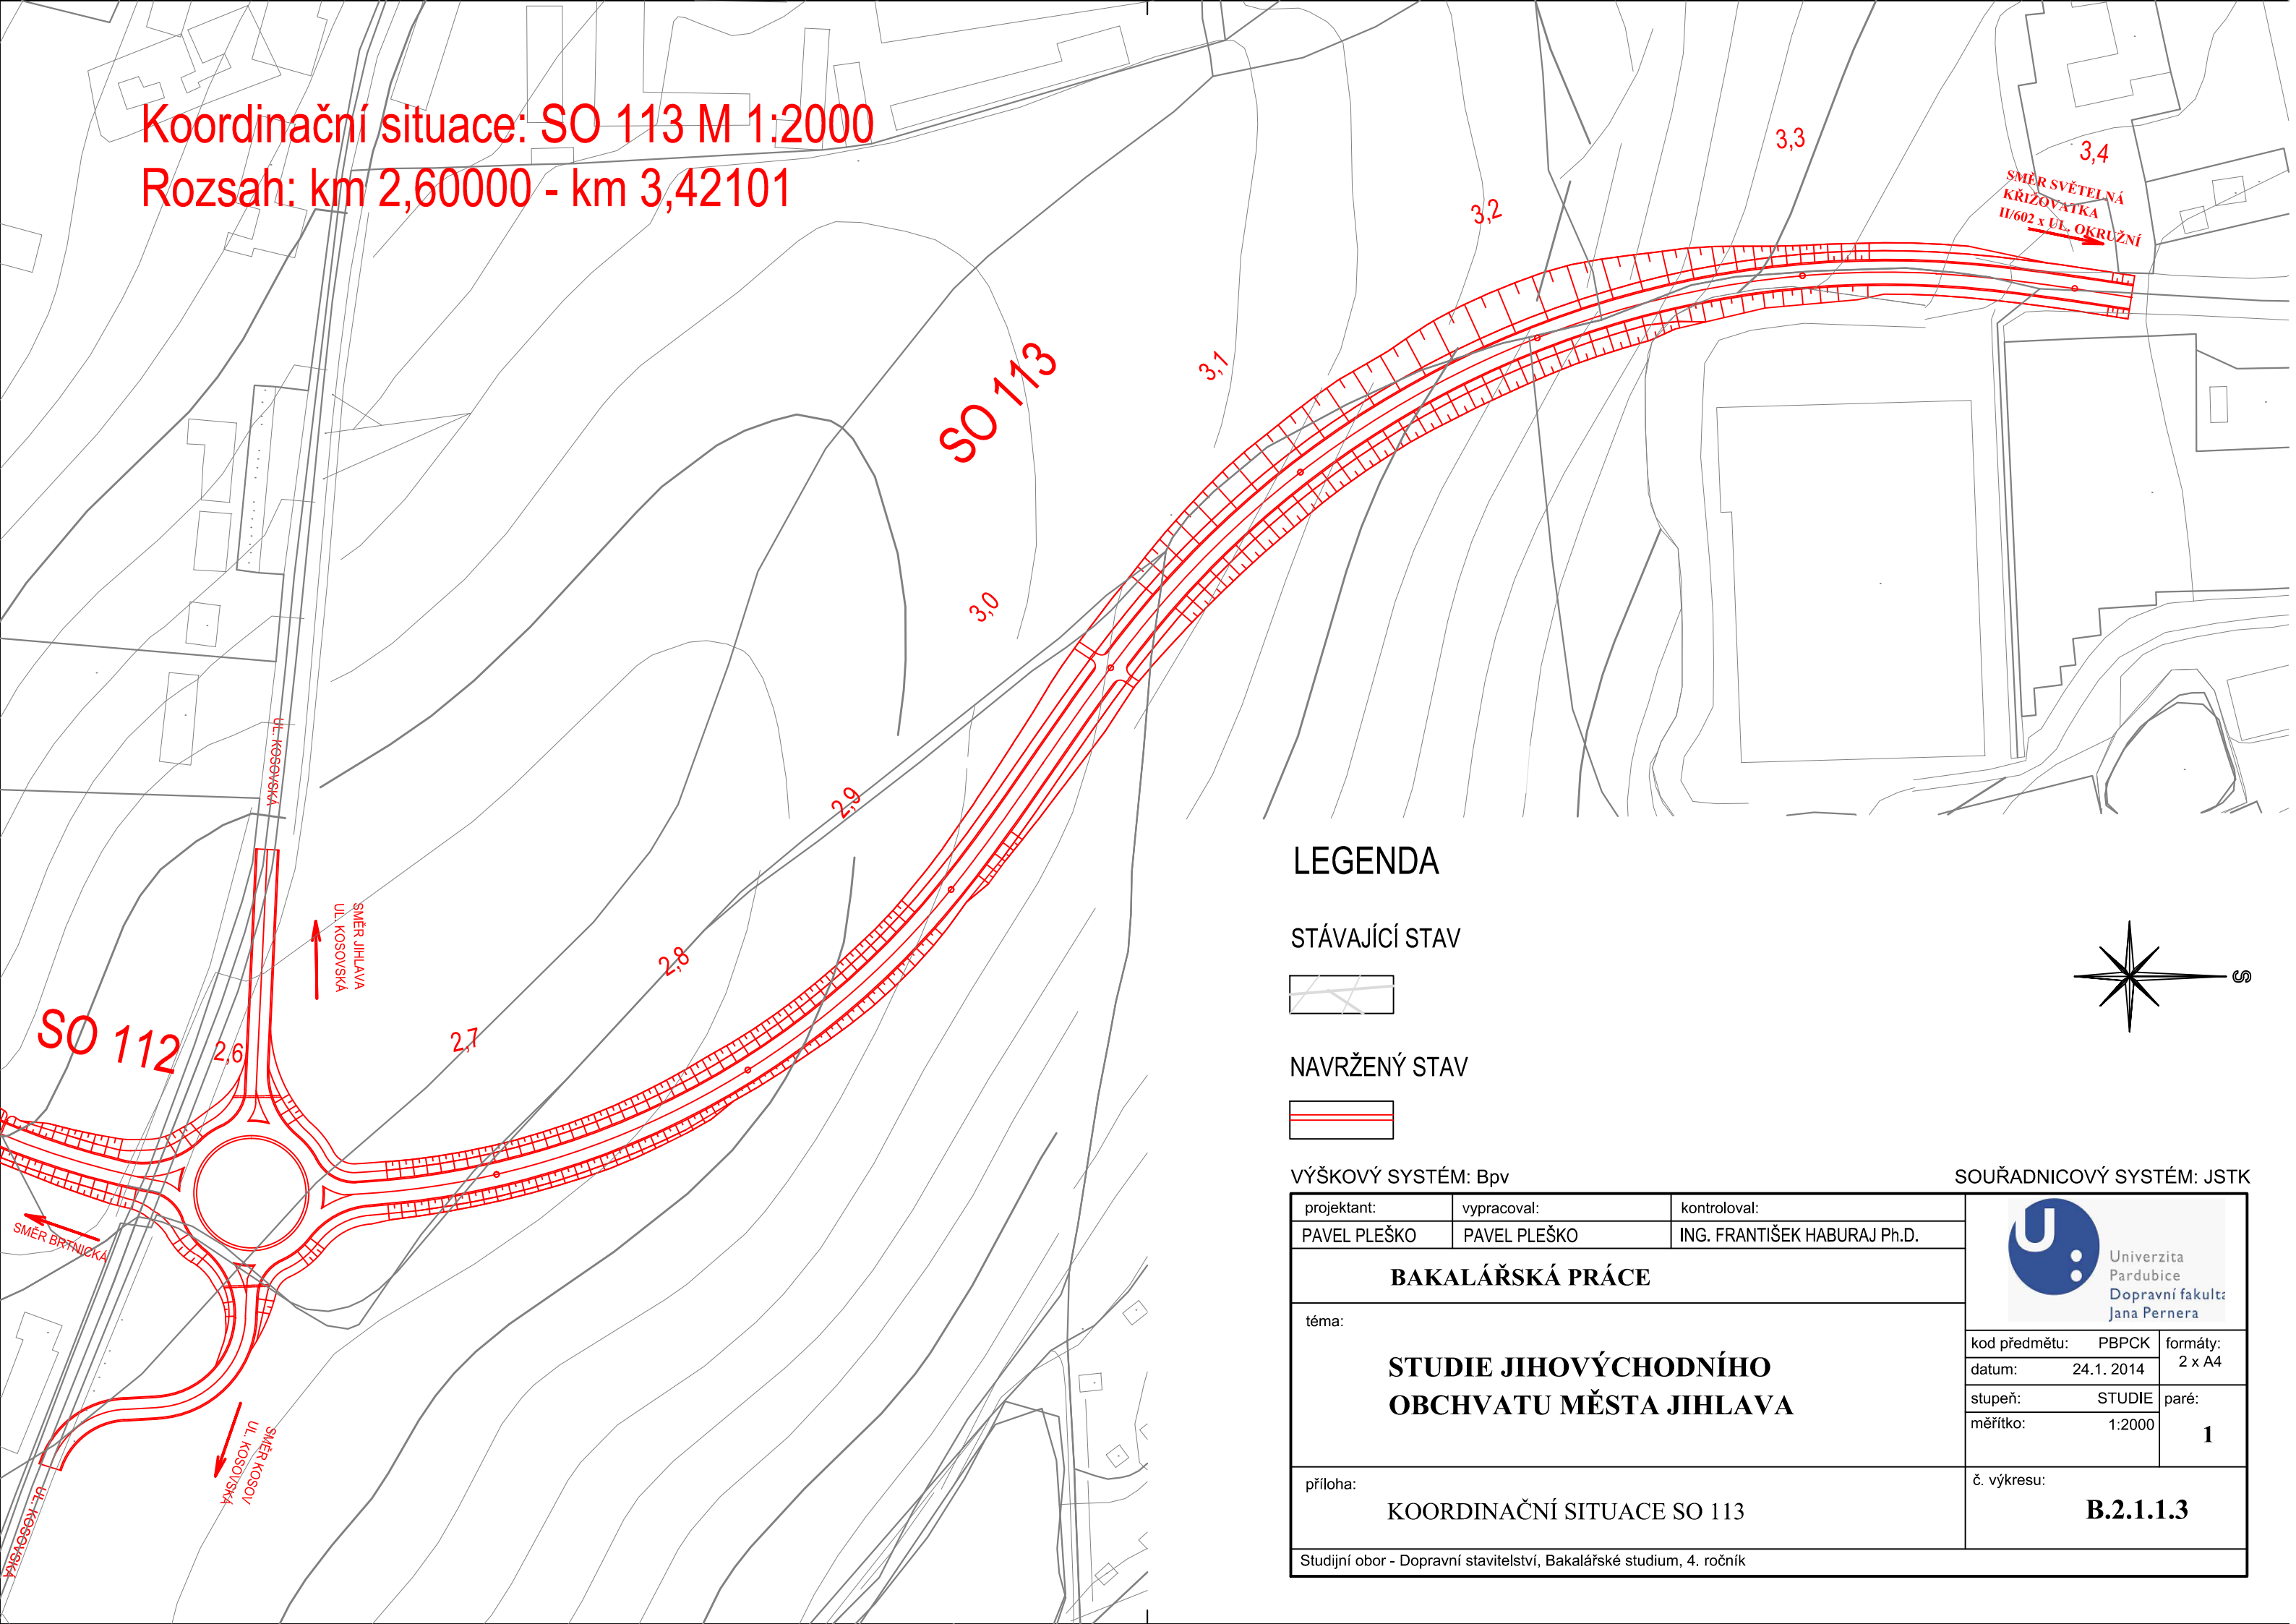 Koordinační situace: SO 113 M 1:2000
Rozsah: km 2,60000 - km 3,42101
3,3
3,4
SMĚR SVĚTELNÁ
KŘIŽOVATKA
II/602 x UL. OKRUŽNÍ
3,2
3,1
SO 113
3,0
2,9
2,8
2,7
2,6
SO 112
UL. KOSOVSKÁ
SMĚR JIHLAVA
UL. KOSOVSKÁ
SMĚR BRTNICKÁ
SMĚR KOSOV
UL. KOSOVSKÁ
UL. KOSOVSKÁ
LEGENDA
STÁVAJÍCÍ STAV
NAVRŽENÝ STAV
S
VÝŠKOVÝ SYSTÉM: Bpv
SOUŘADNICOVÝ SYSTÉM: JSTK
projektant: vypracoval: kontroloval:
PAVEL PLEŠKO PAVEL PLEŠKO ING. FRANTIŠEK HABURAJ Ph.D.
BAKALÁŘSKÁ PRÁCE
Univerzita
Pardubice
Dopravní fakulta
Jana Pernera
téma:
STUDIE JIHOVÝCHODNÍHO
OBCHVATU MĚSTA JIHLAVA
kod předmětu: PBPCK
formáty:
2 x A4
datum: 24.1. 2014
stupeň: STUDIE
paré:
měřítko: 1:2000
1
příloha:
KOORDINAČNÍ SITUACE SO 113
č. výkresu:
B.2.1.1.3
Studijní obor - Dopravní stavitelství, Bakalářské studium, 4. ročník